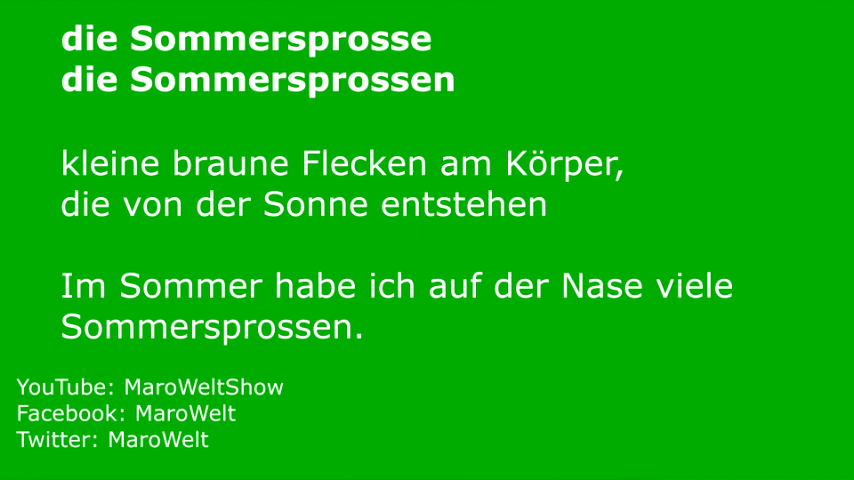 die Sommersprosse
die Sommersprossen
kleine braune Flecken am Körper,
die von der Sonne entstehen
Im Sommer habe ich auf der Nase viele
Sommersprossen.
YouTube: MaroWeltShow
Facebook: MaroWelt
Twitter: MaroWelt